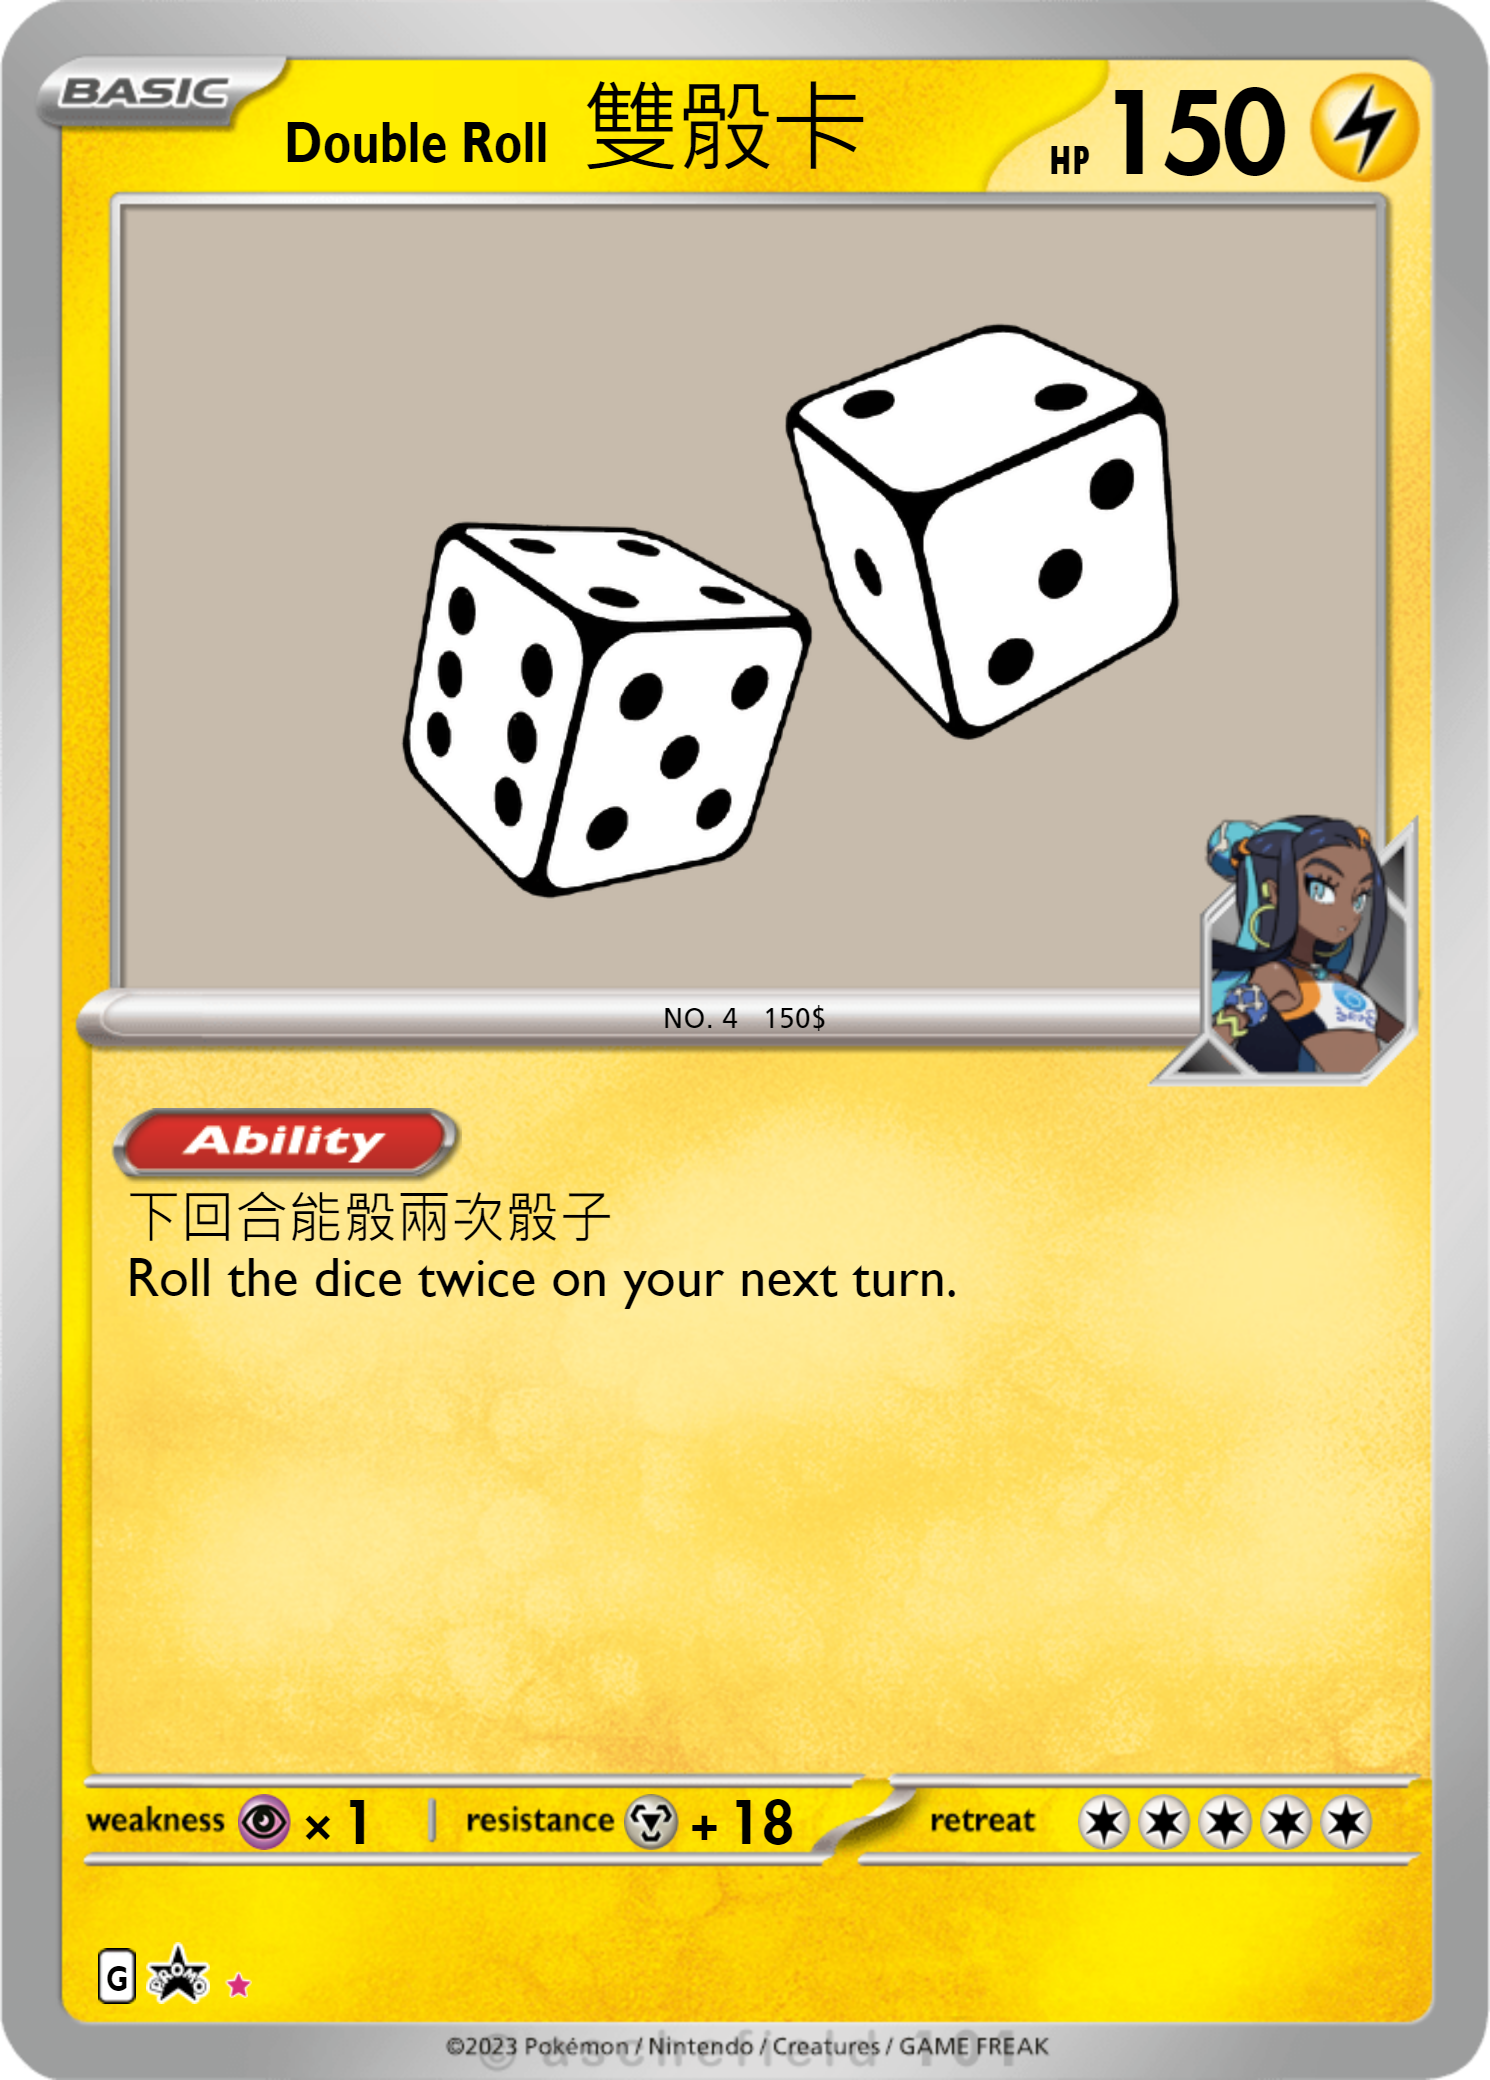 BASIC
Double Roll 雙骰卡
HP 150
NO. 4 150$
Ability
下回合能骰兩次骰子
Roll the dice twice on your next turn.
weakness × 1 resistance + 18 retreat
G PROMO
©2023 Pokémon / Nintendo / Creatures / GAME FREAK